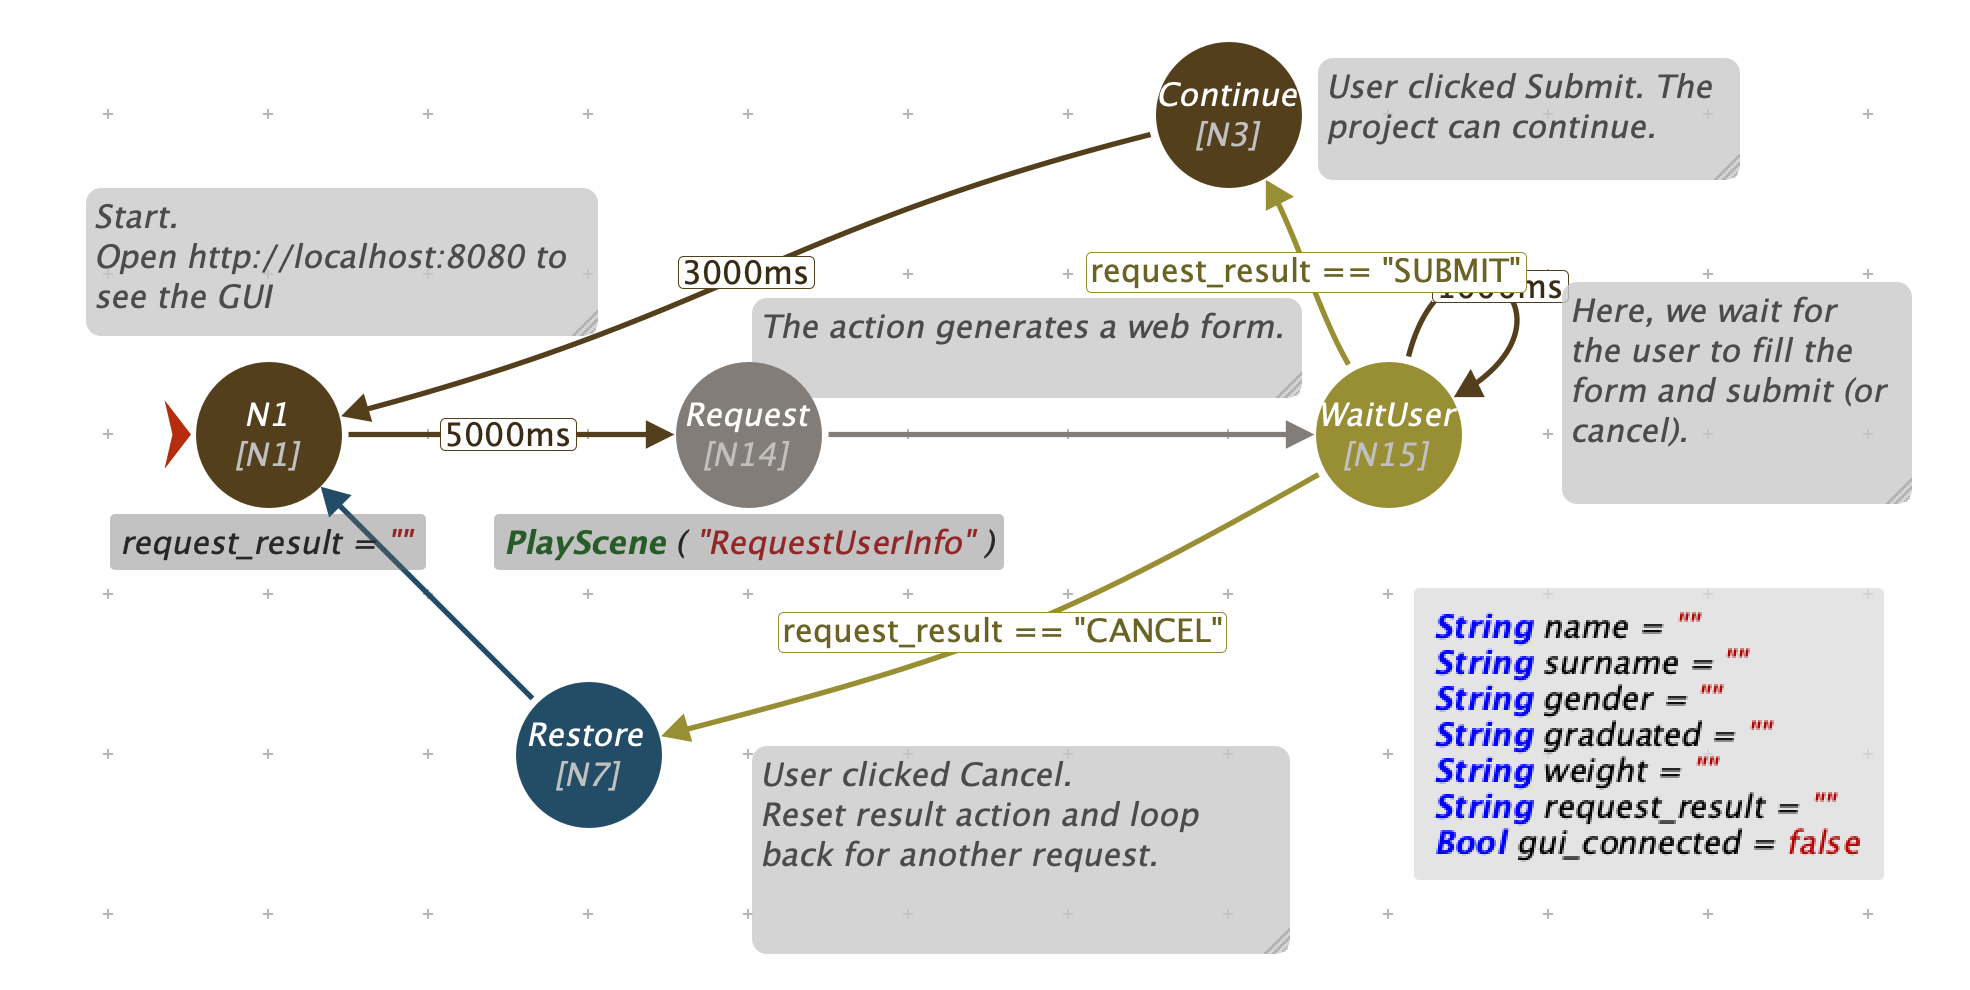 Continue
[N3]
User clicked Submit. The
project can continue.
Start.
Open http://localhost:8080 to
see the GUI
3000ms
request_result == "SUBMIT"
1000ms
The action generates a web form.
Here, we wait for
the user to fill the
form and submit (or
cancel).
N1
[N1]
5000ms
Request
[N14]
WaitUser
[N15]
request_result = ""
PlayScene ( "RequestUserInfo" )
request_result == "CANCEL"
String name = ""
String surname = ""
String gender = ""
String graduated = ""
String weight = ""
String request_result = ""
Bool gui_connected = false
Restore
[N7]
User clicked Cancel.
Reset result action and loop
back for another request.